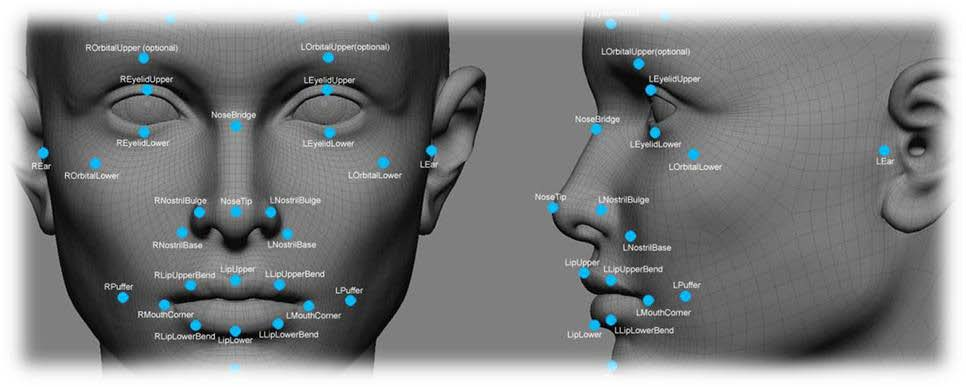 ROrbitalUpper (optional)
LOrbitalUpper(optional)
REyelidUpper
LEyelidUpper
NoseBridge
REyelidLower
LEyelidLower
REar
ROrbitalLower
LOrbitalLower
LEar
RNostrilBulge
NoseTip
LNostrilBulge
RNostrilBase
LNostrilBase
LipUpper
RLipUpperBend
LLipUpperBend
RPuffer
LPuffer
RMouthCorner
LMouthCorner
RLipLowerBend
LipLower
LLipLowerBend
LOrbitalUpper(optional)
LEyelidUpper
NoseBridge
LEyelidLower
LOrbitalLower
LEar
NoseTip
LNostrilBulge
LNostrilBase
LipUpper
LLipUpperBend
LPuffer
LMouthCorner
LipLower
LLipLowerBend